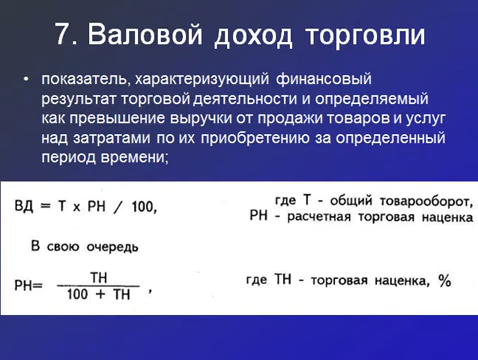 7. Валовой доход торговли
• показатель, характеризующий финансовый
результат торговой деятельности и определяемый
как превышение выручки от продажи товаров и услуг
над затратами по их приобретению за определенный
период времени;
ВД = Т х РН / 100,
где Т - общий товарооборот,
РН - расчетная торговая наценка
В свою очередь
РН= ТН / 100 + ТН ,
где ТН - торговая наценка, %